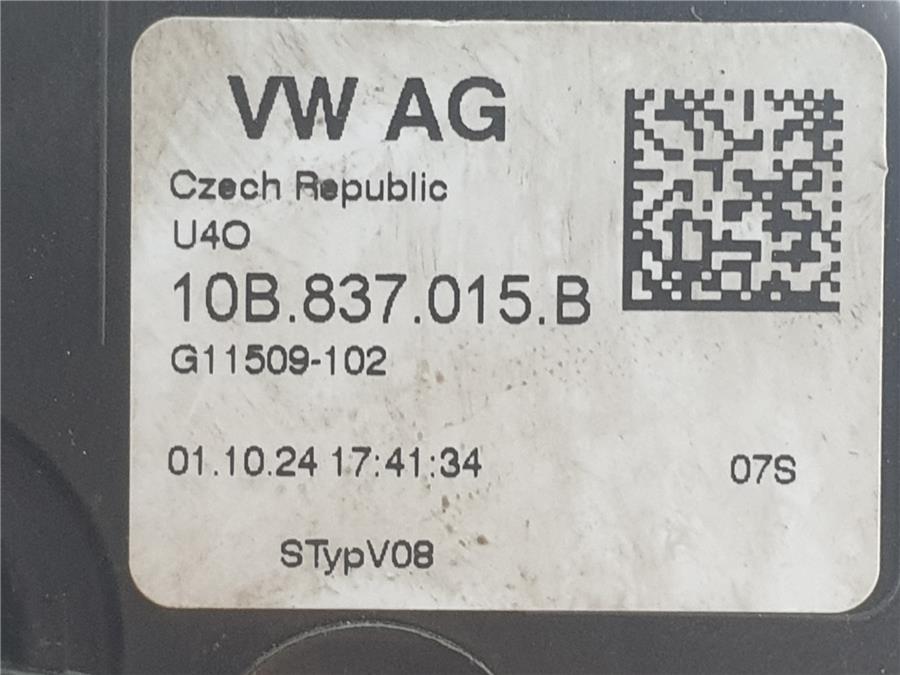 VW AG
Czech Republic
U4O
10B.837.015.B
G11509-102
01.10.24 17:41:34
07S
STypV08